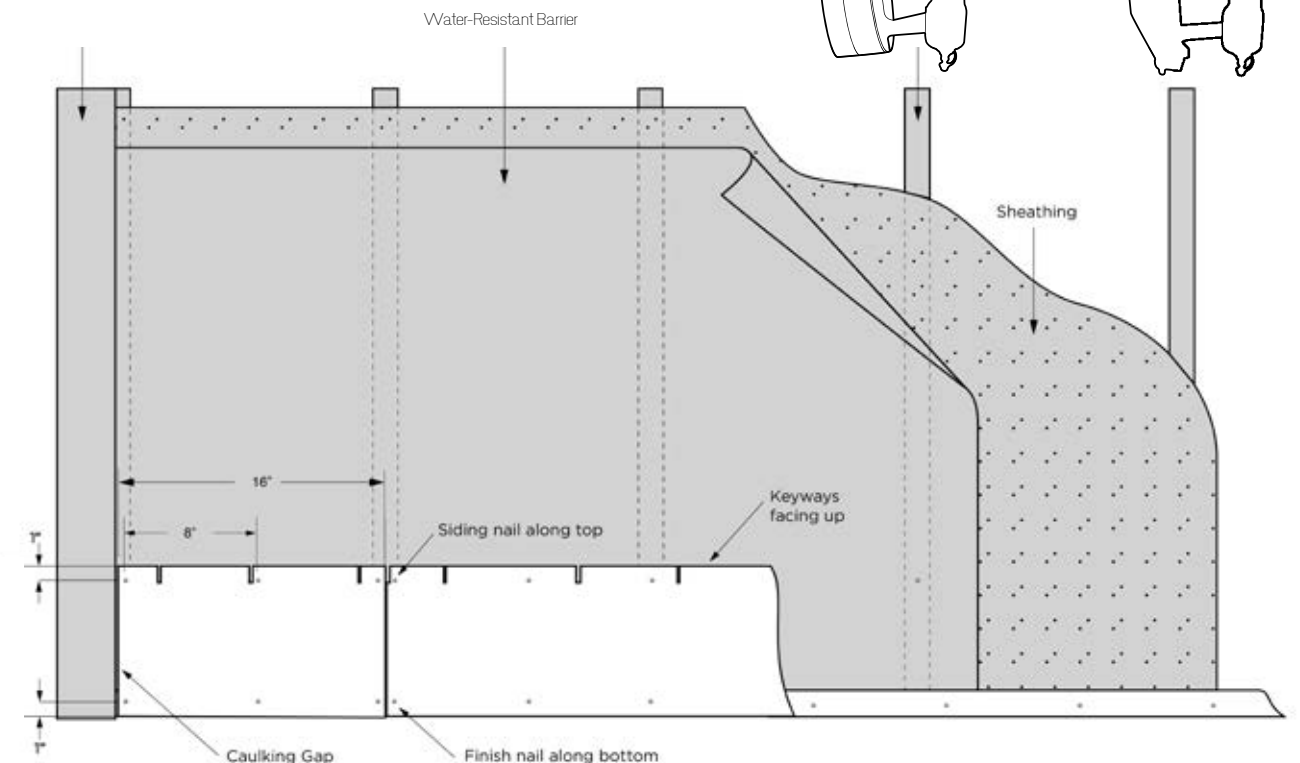 Water-Resistant Barrier
Sheathing
16"
Keyways
facing up
8"
Siding nail along top
1"
1"
Caulking Gap
Finish nail along bottom